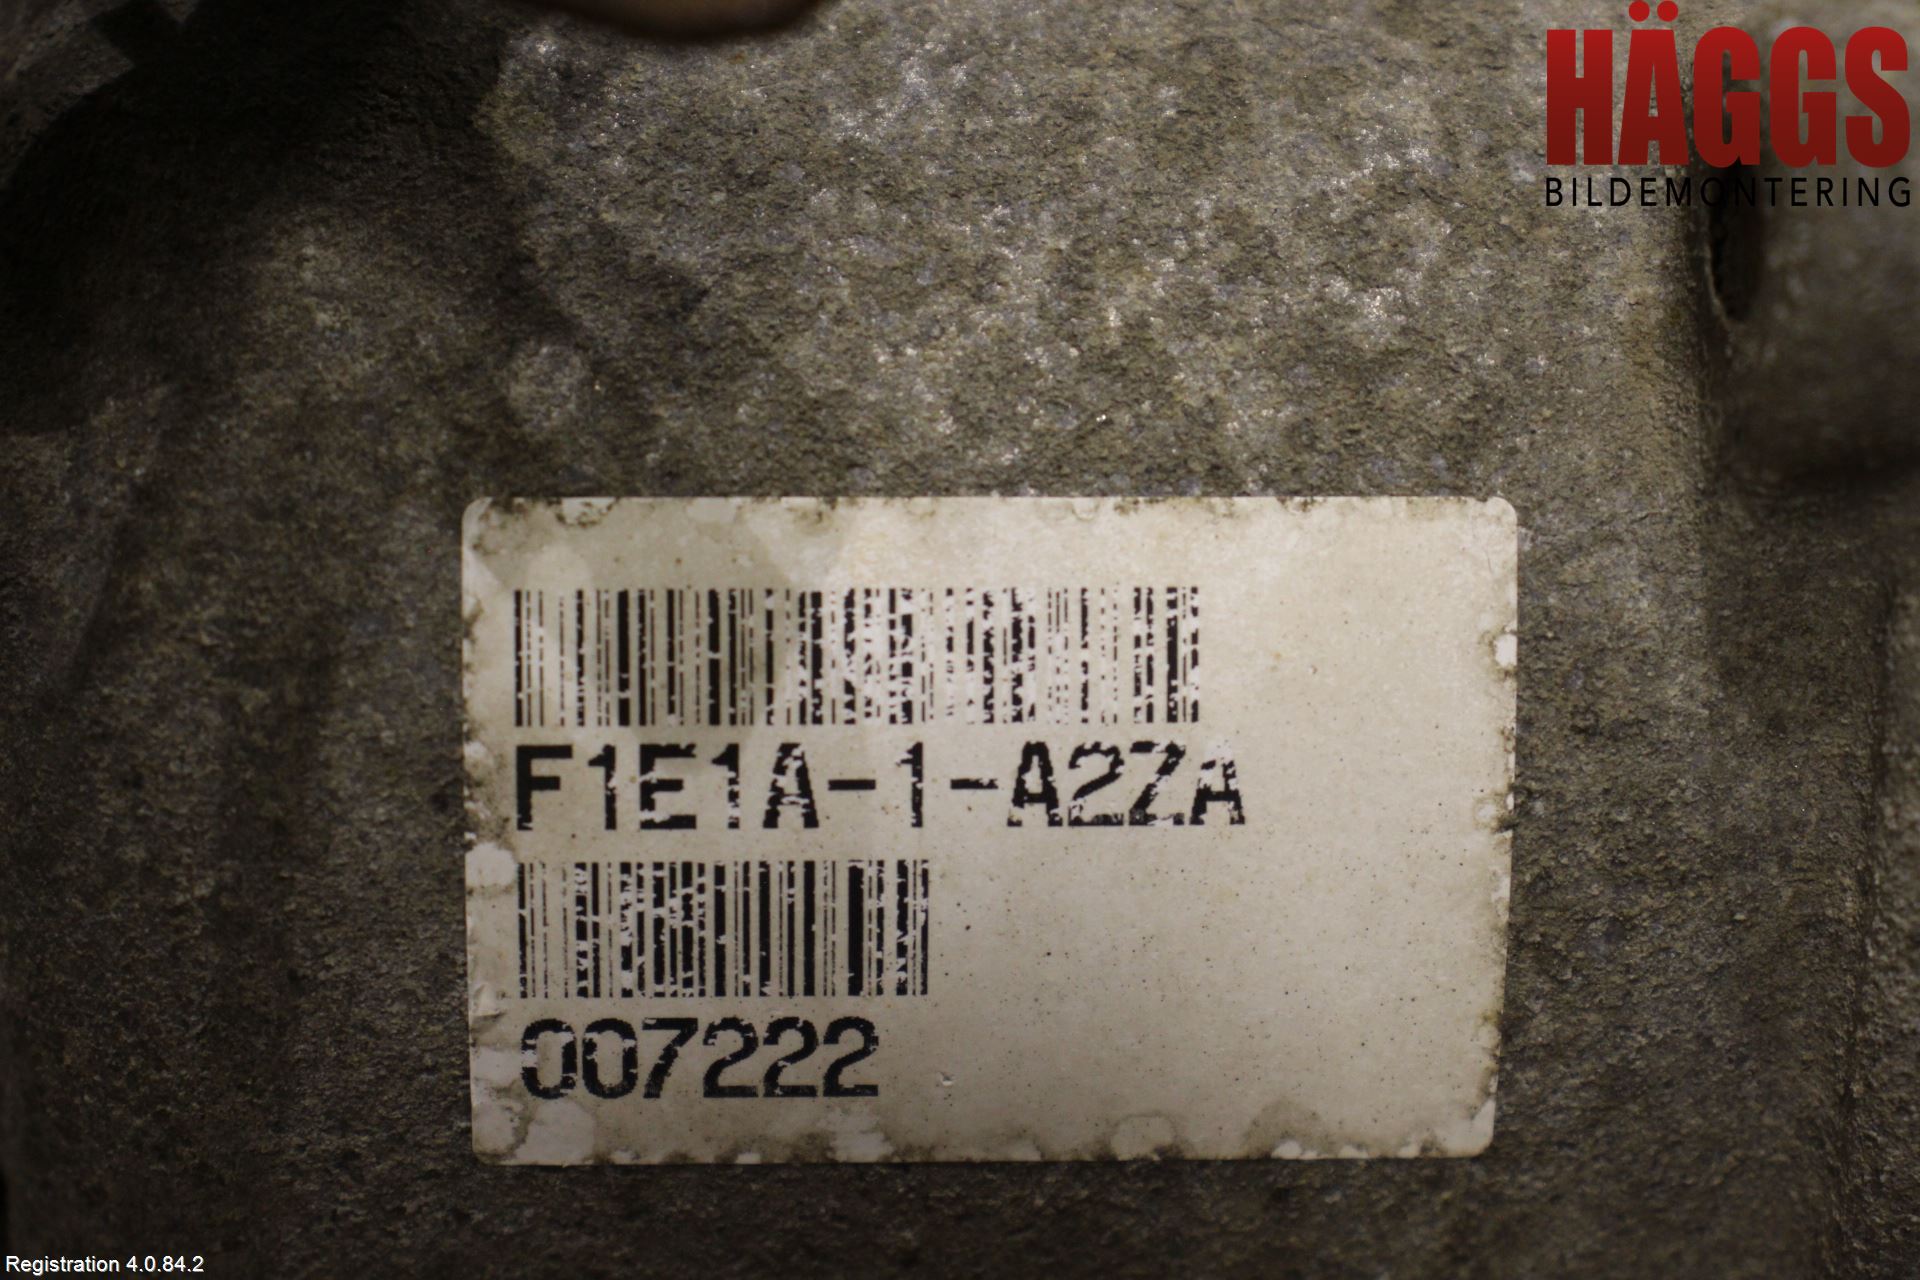 HÄGGS
BILDEMONTERING
F1E1A-1-A2ZA
007222
Registration 4.0.84.2